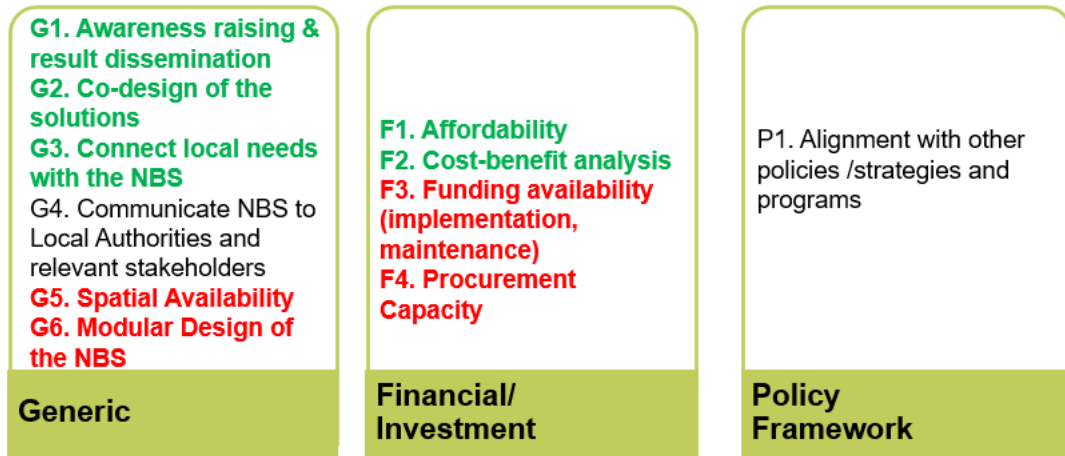 G1. Awareness raising &
result dissemination
G2. Co-design of the
solutions
G3. Connect local needs
with the NBS
G4. Communicate NBS to
Local Authorities and
relevant stakeholders
G5. Spatial Availability
G6. Modular Design of
the NBS
Generic
F1. Affordability
F2. Cost-benefit analysis
F3. Funding availability
(implementation,
maintenance)
F4. Procurement
Capacity
Financial/
Investment
P1. Alignment with other
policies /strategies and
programs
Policy
Framework